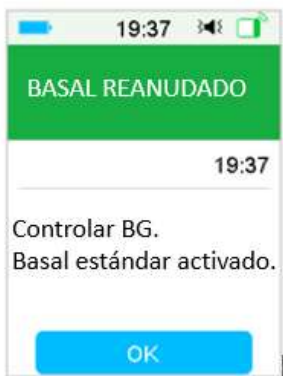 19:37
BASAL REANUDADO
19:37
Controlar BG.
Basal estándar activado.
OK